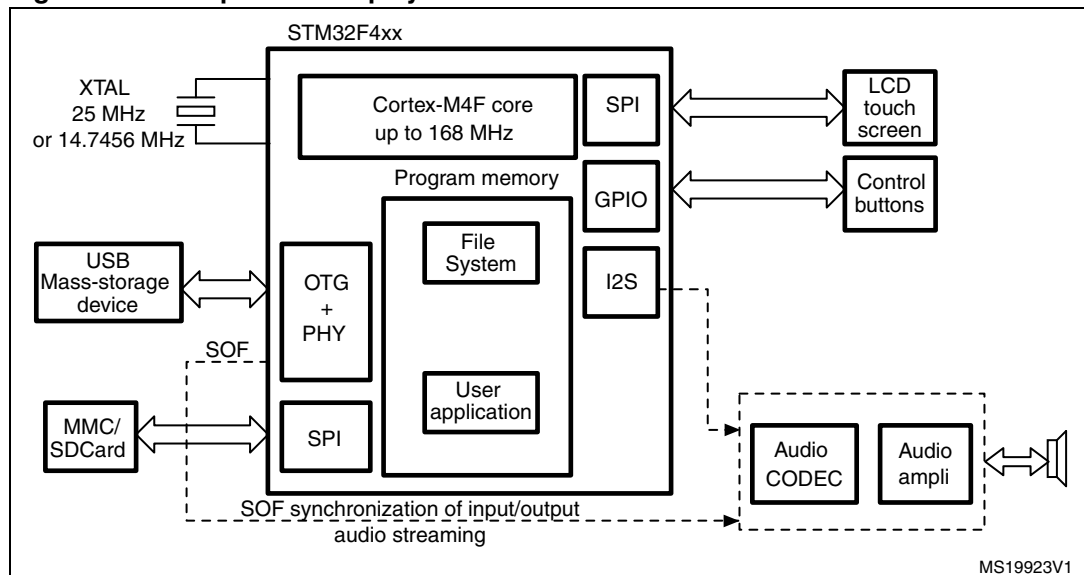 STM32F4xx
XTAL
25 MHz
or 14.7456 MHz
Cortex-M4F core
up to 168 MHz
SPI
LCD
touch
screen
Program memory
GPIO
Control
buttons
File
System
USB
Mass-storage
device
OTG
+
PHY
I2S
SOF
User
application
MMC/
SDCard
SPI
Audio
CODEC
Audio
ampli
SOF synchronization of input/output
audio streaming
MS19923V1